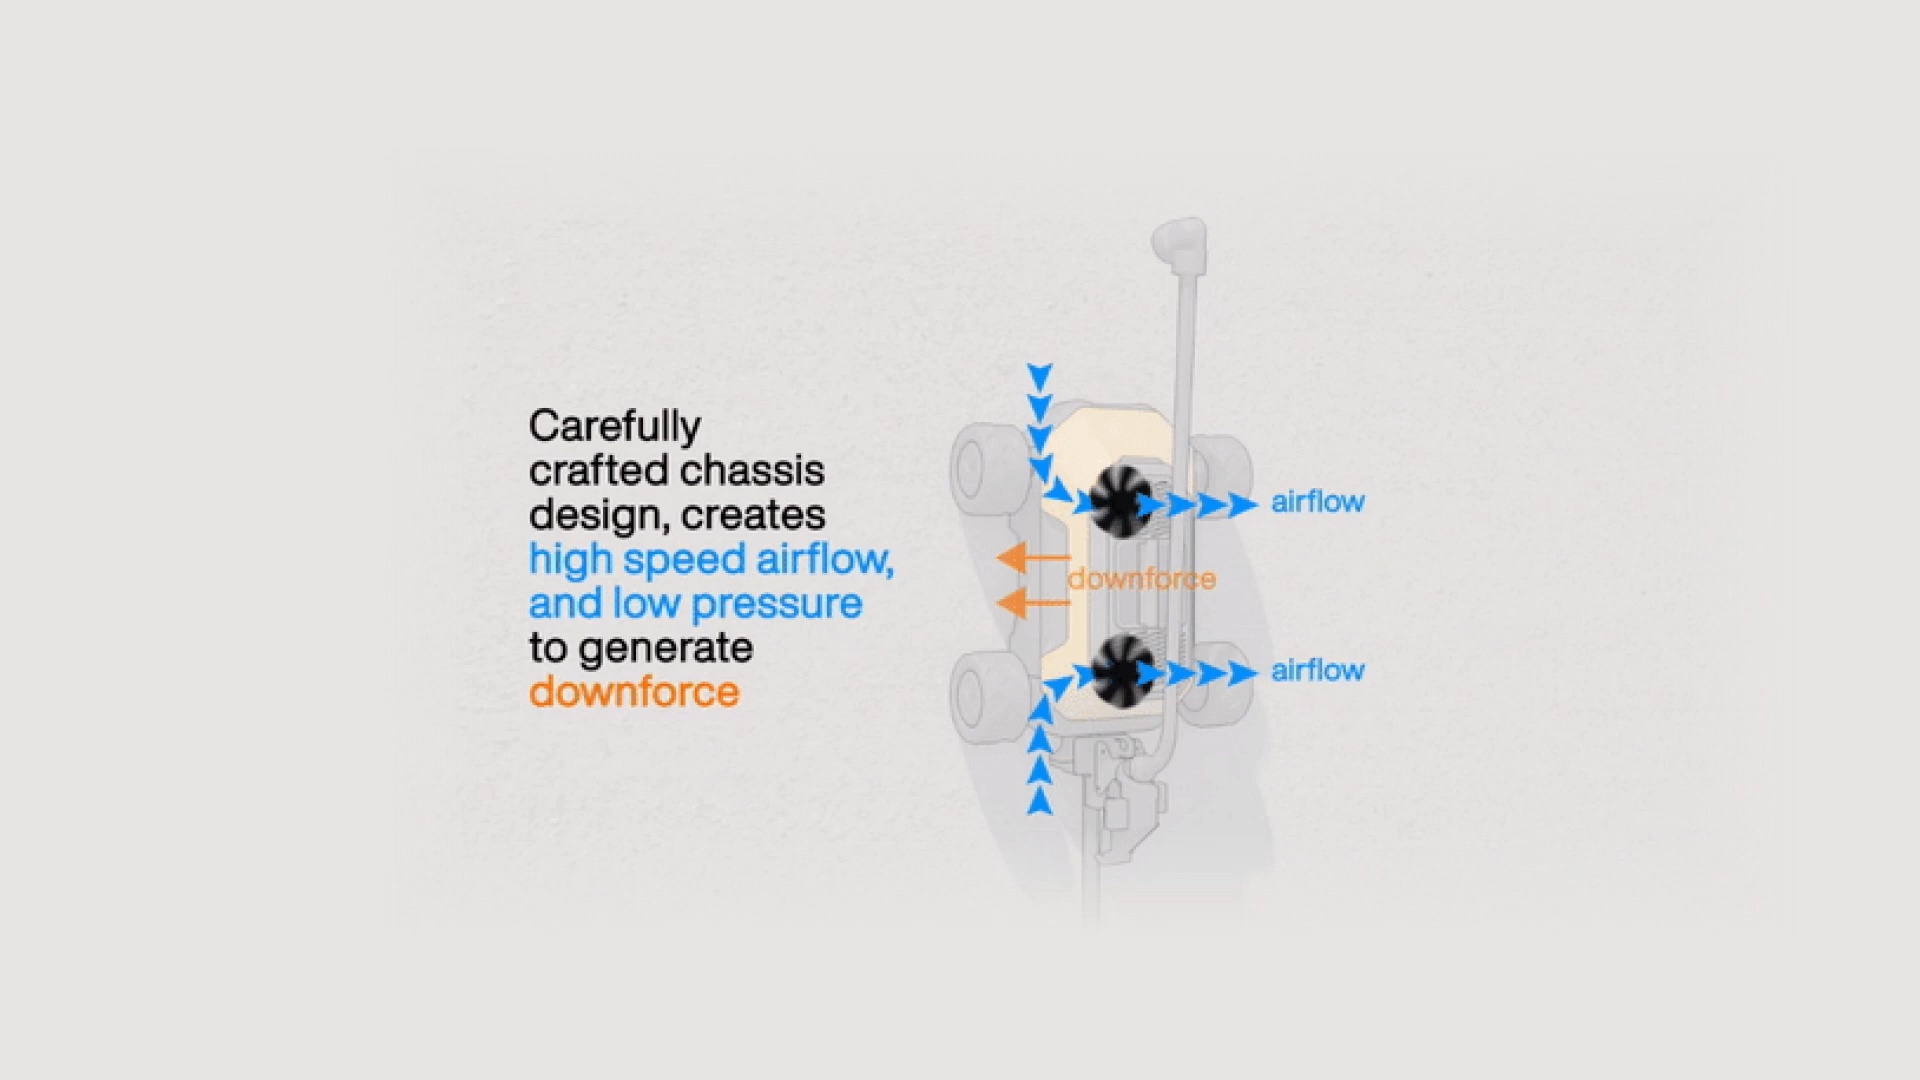 Carefully
crafted chassis
design, creates
high speed airflow,
and low pressure
to generate
downforce
airflow
downforce
airflow